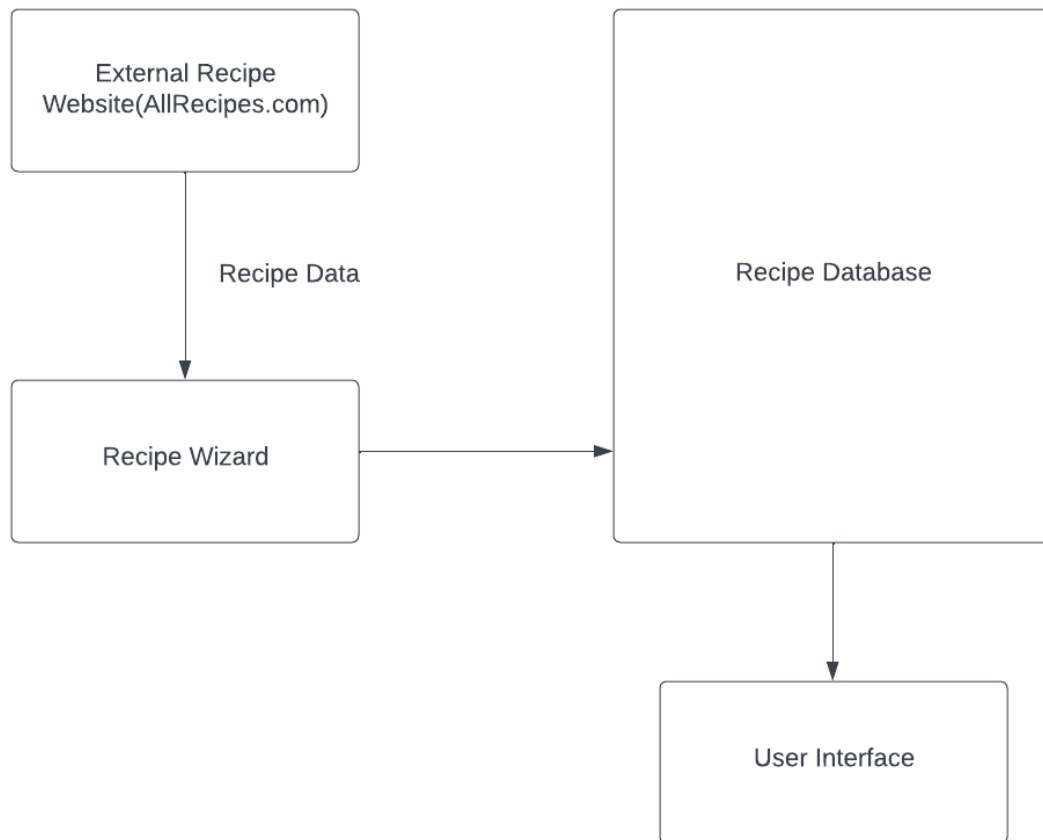 External Recipe
Website(AllRecipes.com)
Recipe Data
Recipe Database
Recipe Wizard
User Interface